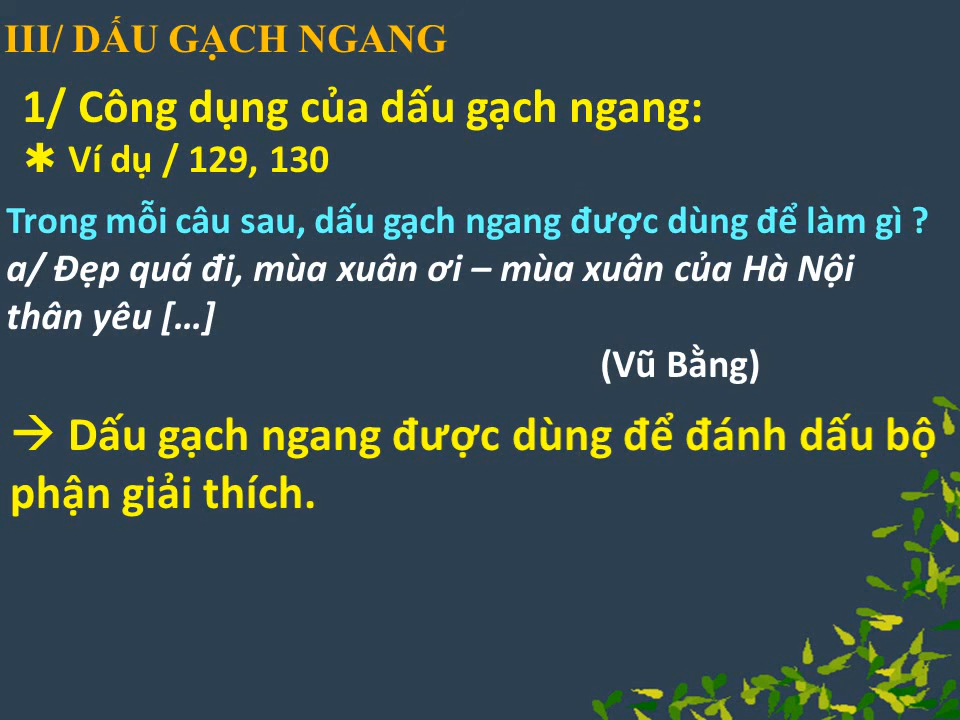 III/ DẤU GẠCH NGANG
1/ Công dụng của dấu gạch ngang:
✱ Ví dụ / 129, 130
Trong mỗi câu sau, dấu gạch ngang được dùng để làm gì ?
a/ Đẹp quá đi, mùa xuân ơi – mùa xuân của Hà Nội
thân yêu […]
(Vũ Bằng)
→ Dấu gạch ngang được dùng để đánh dấu bộ
phận giải thích.